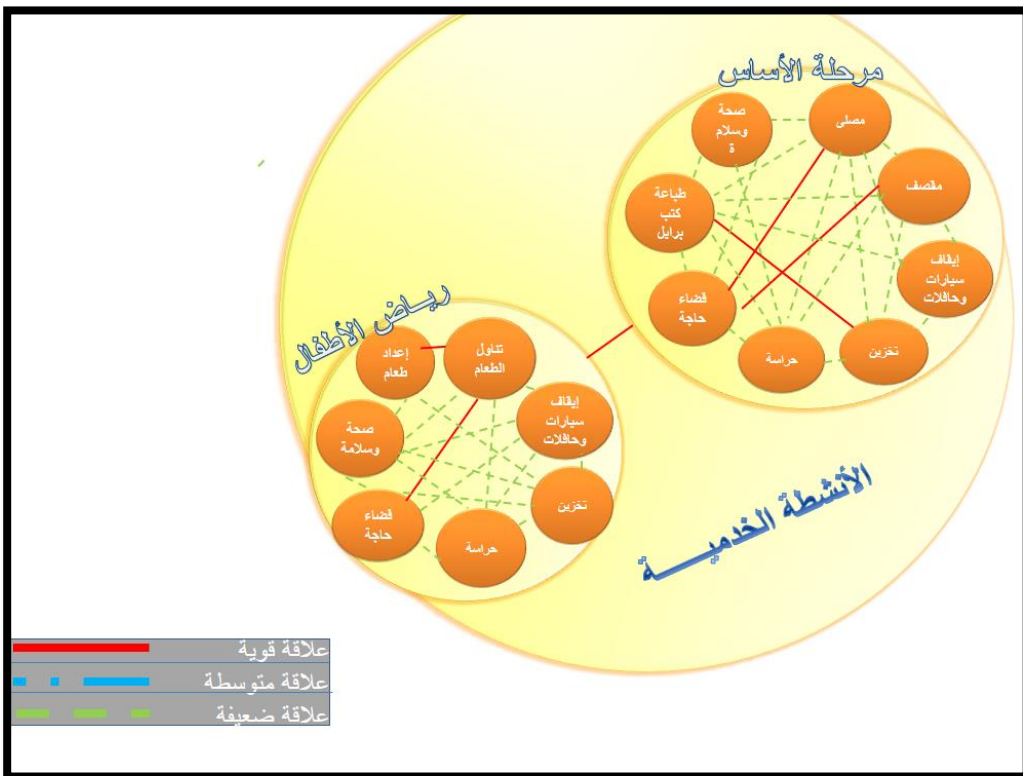 مرحلة الأساس
صحة
وسلام
ة
مصلى
مقصف
طباعة
كتب
برايل
إيقاف
سيارات
وحافلات
قضاء
حاجة
حراسة
تخزين
رياض الأطفال
إعداد
طعام
تناول
الطعام
إيقاف
سيارات
وحافلات
صحة
وسلامة
تخزين
قضاء
حاجة
حراسة
الأنشطة الخدميـــــة
علاقة قوية
علاقة متوسطة
علاقة ضعيفة